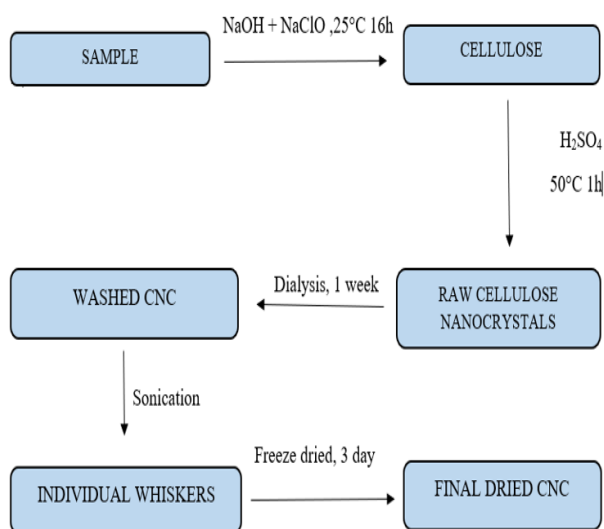 NaOH + NaClO ,25°C 16h
SAMPLE
CELLULOSE
H₂SO₄
50°C 1h
WASHED CNC
Dialysis, 1 week
RAW CELLULOSE
NANOCRYSTALS
Sonication
INDIVIDUAL WHISKERS
Freeze dried, 3 day
FINAL DRIED CNC